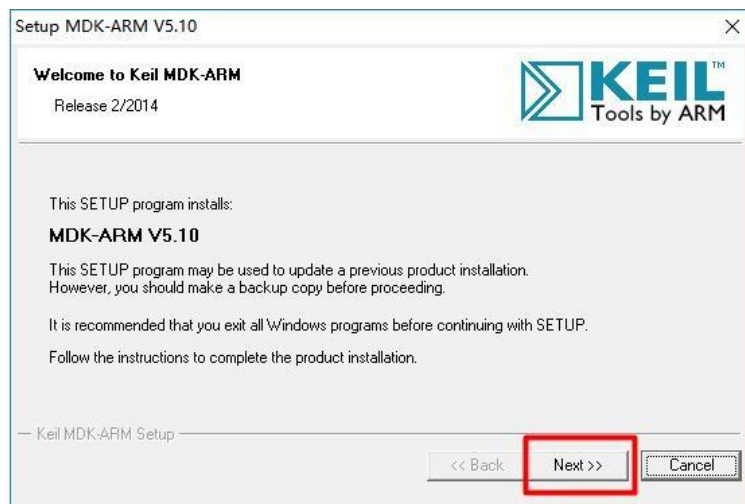 Setup MDK-ARM V5.10
Welcome to Keil MDK-ARM
Release 2/2014
KEIL™
Tools by ARM
This SETUP program installs:
MDK-ARM V5.10
This SETUP program may be used to update a previous product installation.
However, you should make a backup copy before proceeding.
It is recommended that you exit all Windows programs before continuing with SETUP.
Follow the instructions to complete the product installation.
Keil MDK-ARM Setup
<< Back Next >> Cancel